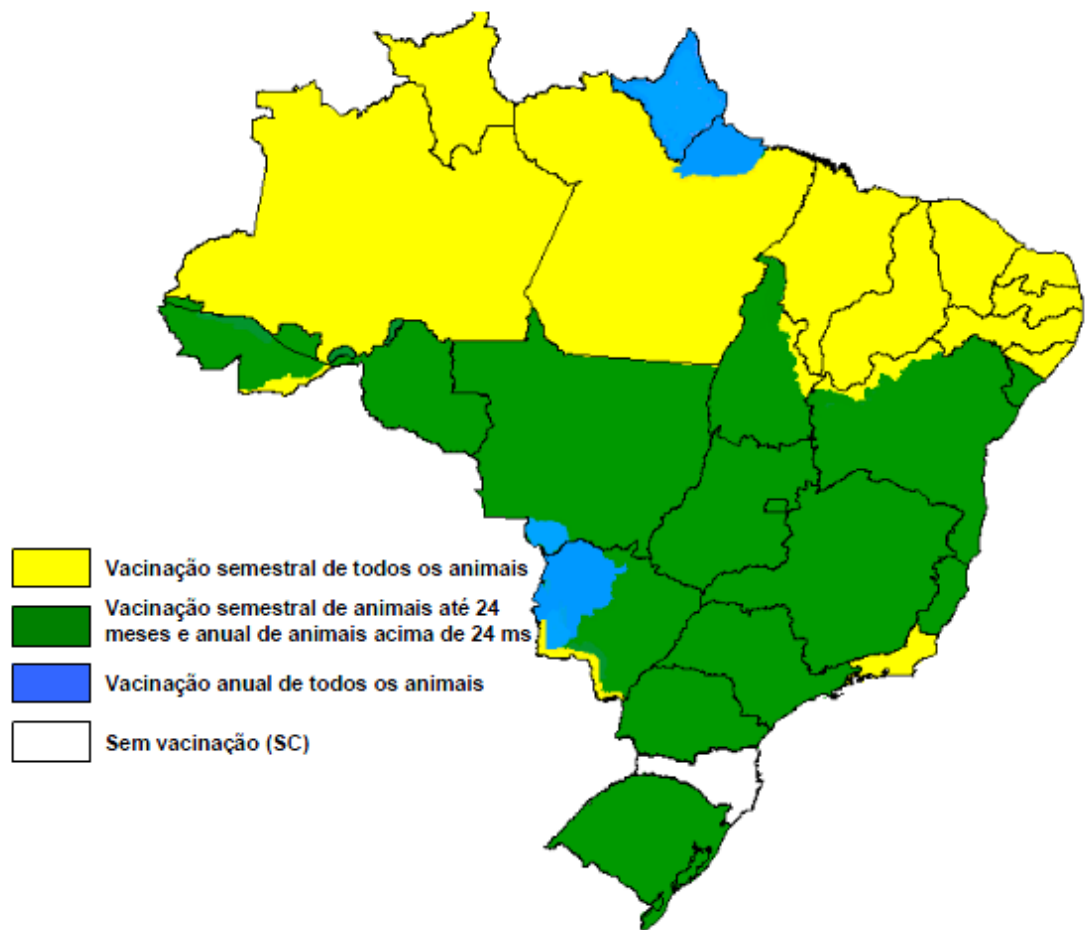 Vacinação semestral de todos os animais
Vacinação semestral de animais até 24
meses e anual de animais acima de 24 ms
Vacinação anual de todos os animais
Sem vacinação (SC)